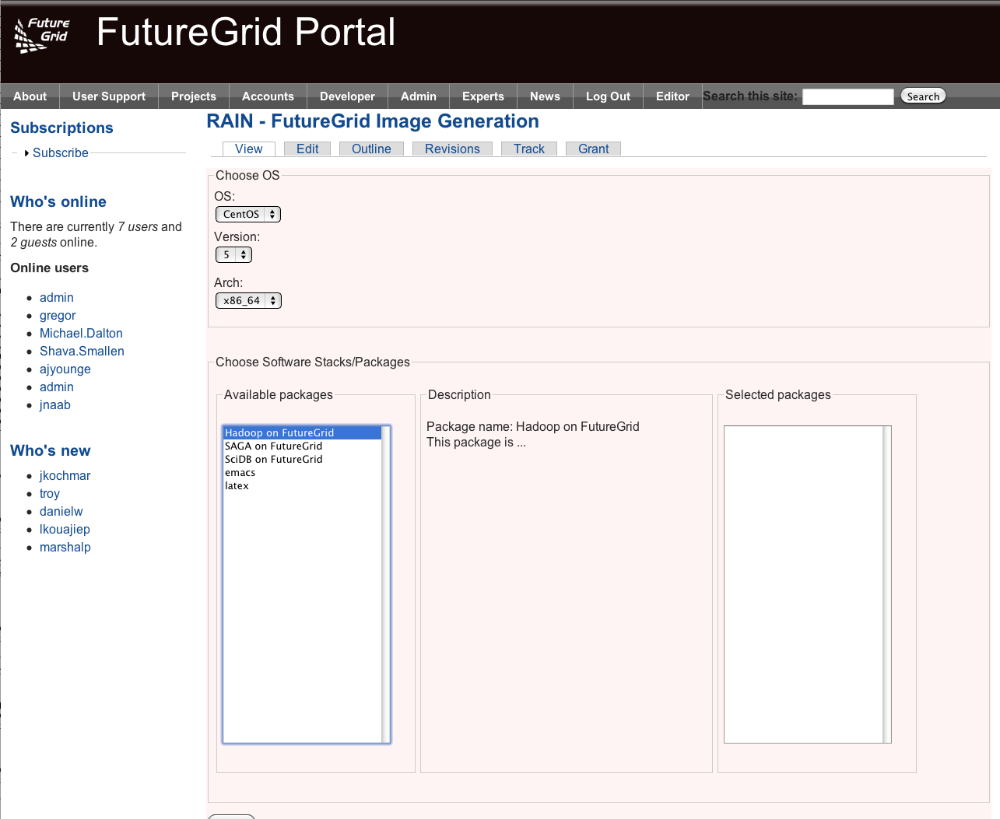 Future
Grid
FutureGrid Portal
About User Support Projects Accounts Developer Admin Experts News Log Out Editor Search this site: Search
Subscriptions
Subscribe
Who's online
There are currently 7 users and
2 guests online.
Online users
admin
gregor
Michael.Dalton
Shava.Smallen
ajyounge
admin
jnaab
Who's new
jkochmar
troy
danielw
lkouajiep
marshalp
RAIN - FutureGrid Image Generation
View Edit Outline Revisions Track Grant
Choose OS
OS:
CentOS
Version:
5
Arch:
x86_64
Choose Software Stacks/Packages
Available packages
Hadoop on FutureGrid
SAGA on FutureGrid
SciDB on FutureGrid
emacs
latex
Description
Package name: Hadoop on FutureGrid
This package is ...
Selected packages